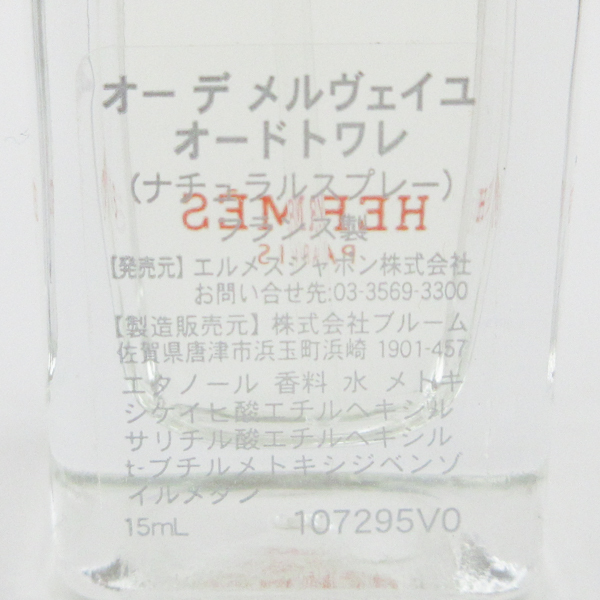 オー デ メルヴェイユ
オードトワレ
(ナチュラルスプレー)
HERMES
フランス製
PARIS
【発売元】エルメスジャポン株式会社
お問い合せ先:03-3569-3300
【製造販売元】株式会社ブルーム
佐賀県唐津市浜玉町浜崎 1901-457
エタノール 香料 水 メトキ
シケイヒ酸エチルヘキシル
サリチル酸エチルヘキシル
t-ブチルメトキシジベンゾ
イルメタン
15mL 107295V0